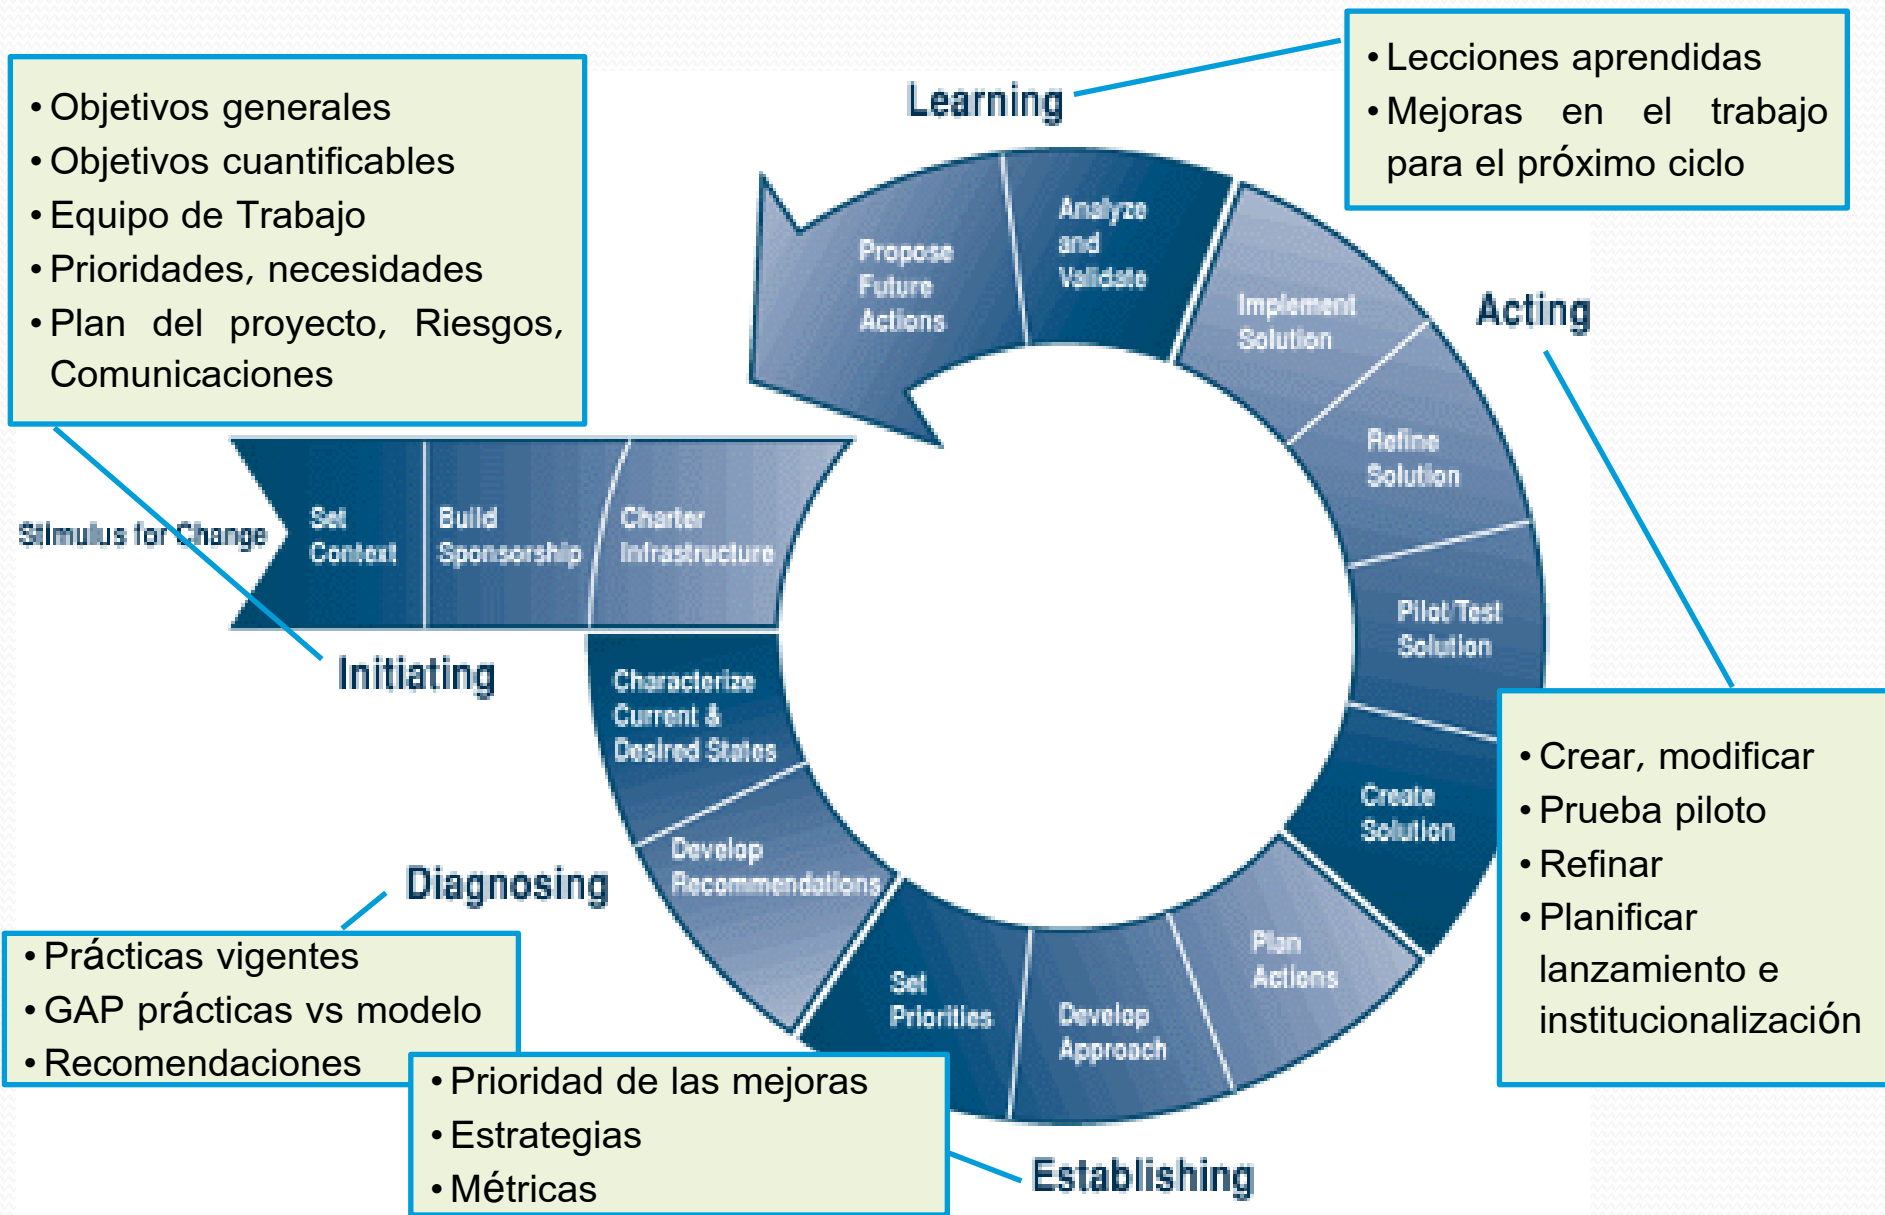 • Objetivos generales
• Objetivos cuantificables
• Equipo de Trabajo
• Prioridades, necesidades
• Plan del proyecto, Riesgos,
Comunicaciones
Learning
• Lecciones aprendidas
• Mejoras en el trabajo
para el próximo ciclo
Propose
Future
Actions
Analyze
and
Validate
Implement
Solution
Acting
Refine
Solution
Pilot/Test
Solution
Create
Solution
• Crear, modificar
• Prueba piloto
• Refinar
• Planificar
lanzamiento e
institucionalización
Stimulus for Change
Set
Context
Build
Sponsorship
Charter
Infrastructure
Initiating
Characterize
Current &
Desired States
Develop
Recommendations
Diagnosing
• Prácticas vigentes
• GAP prácticas vs modelo
• Recomendaciones
Set
Priorities
Develop
Approach
Plan
Actions
• Prioridad de las mejoras
• Estrategias
• Métricas
Establishing